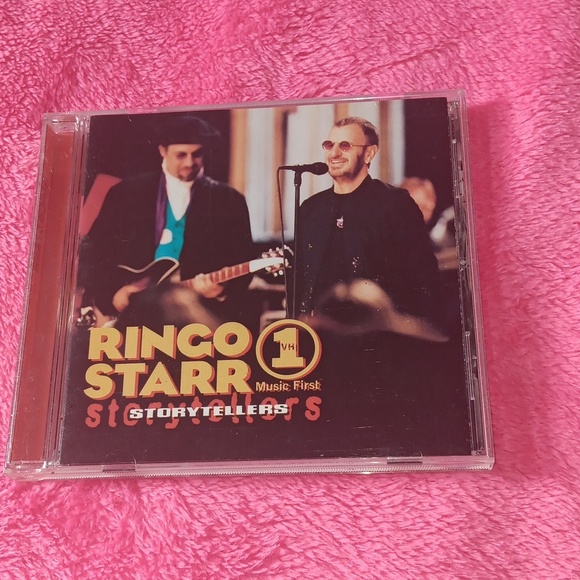 RINGO
STARR
VH
1
Music First
storytellers
STORYTELLERS